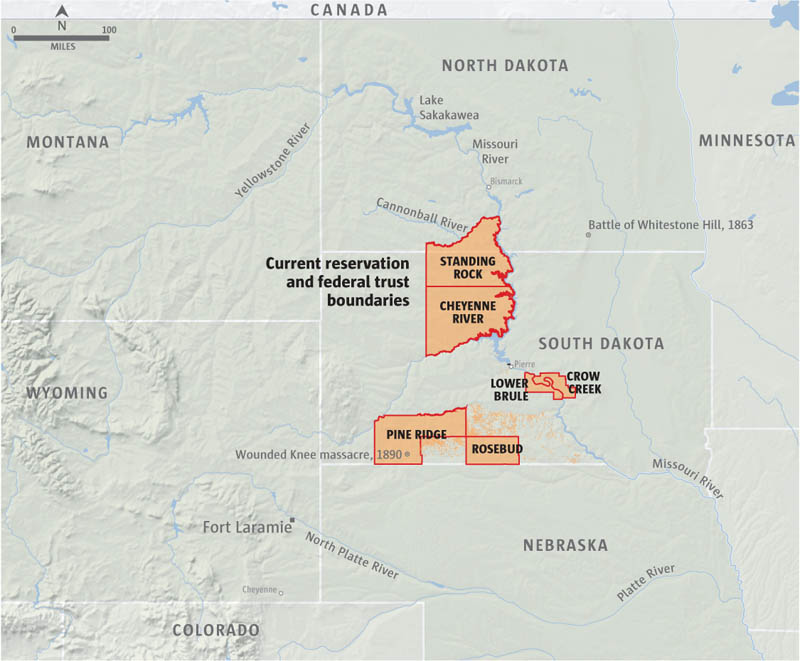 CANADA
N
0 100
MILES
NORTH DAKOTA
Lake
Sakakawea
MONTANA
MINNESOTA
Missouri
River
Yellowstone River
Bismarck
Cannonball River
Battle of Whitestone Hill, 1863
Current reservation
and federal trust
boundaries
STANDING
ROCK
CHEYENNE
RIVER
SOUTH DAKOTA
Pierre
WYOMING
LOWER
BRULE
CROW
CREEK
PINE RIDGE
ROSEBUD
Wounded Knee massacre, 1890
Missouri River
Fort Laramie
North Platte River
NEBRASKA
Platte River
Cheyenne
COLORADO